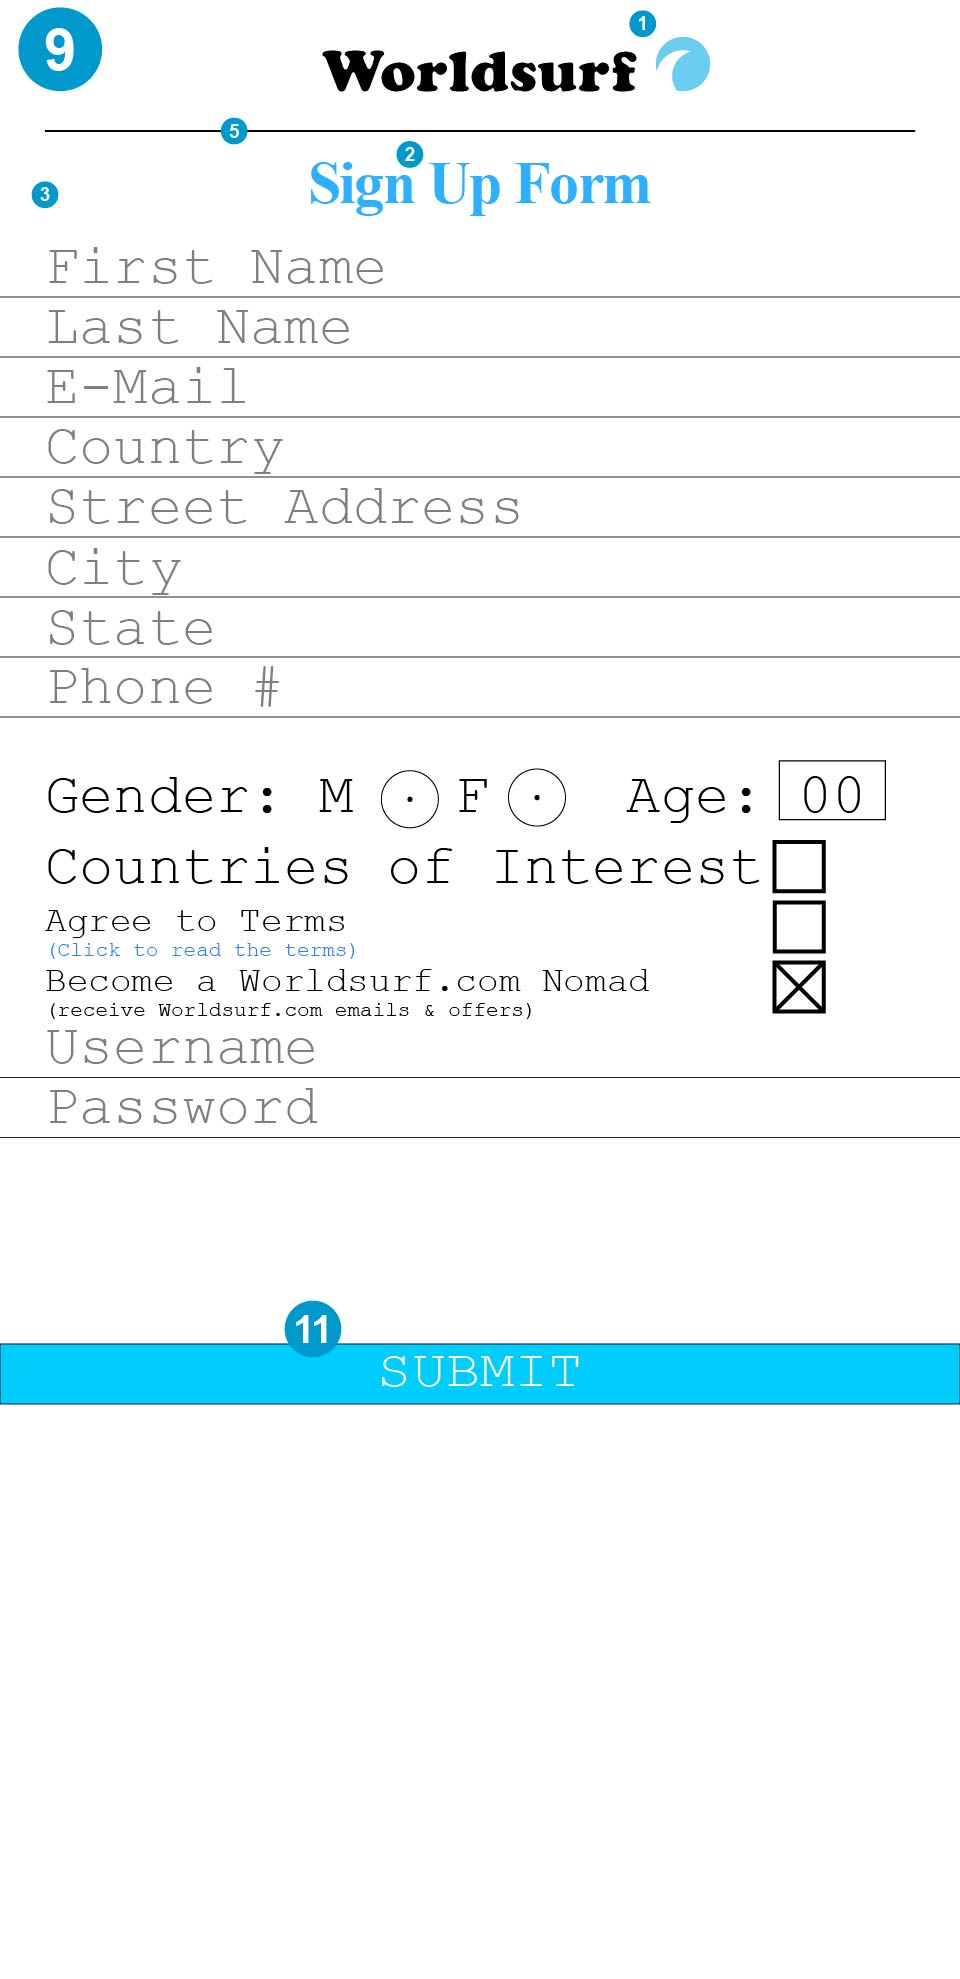 9
1
Worldsurf
5
2
Sign Up Form
3
First Name
Last Name
E-Mail
Country
Street Address
City
State
Phone #
Gender: M F Age: 00
Countries of Interest
Agree to Terms
(Click to read the terms)
Become a Worldsurf.com Nomad
(receive Worldsurf.com emails & offers)
Username
Password
11
SUBMIT